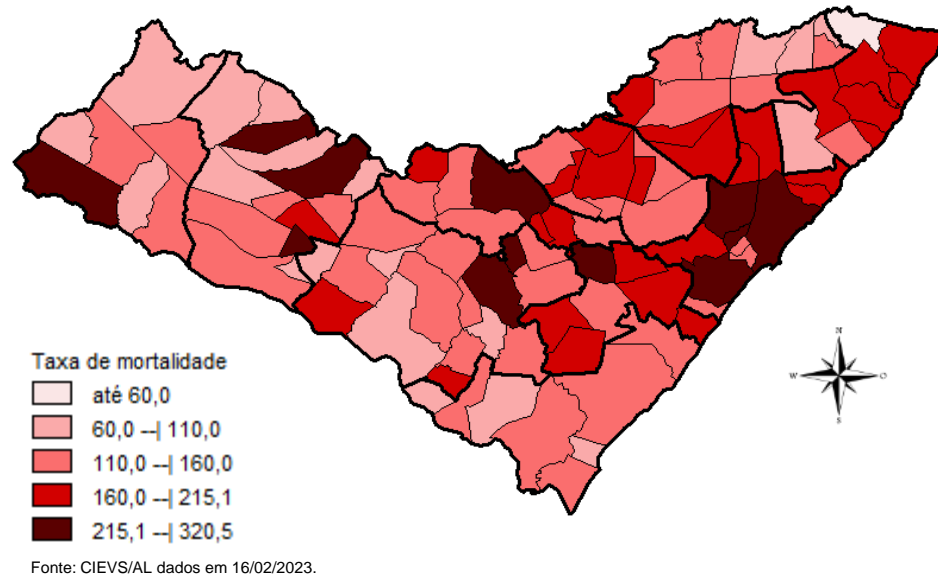 N
W O
S
Taxa de mortalidade
até 60,0
60,0 --| 110,0
110,0 --| 160,0
160,0 --| 215,1
215,1 --| 320,5
Fonte: CIEVS/AL dados em 16/02/2023.